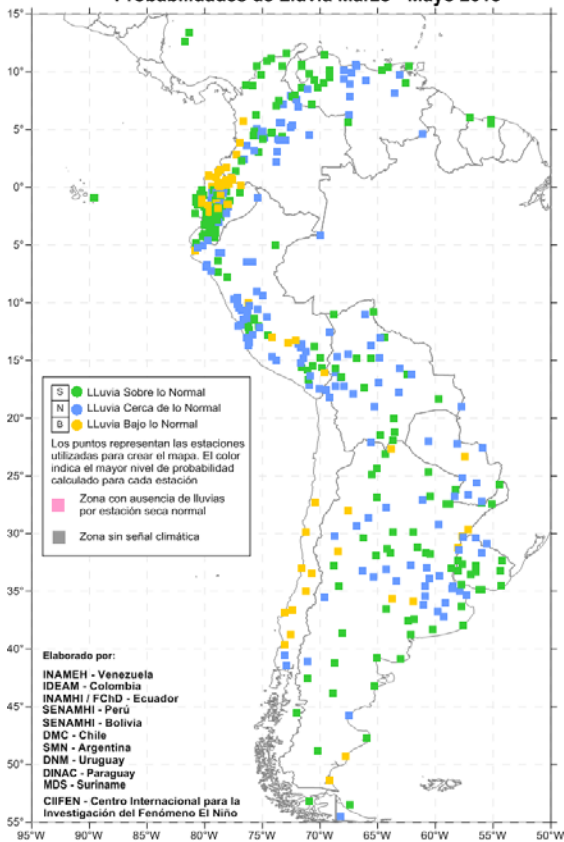 15°
10°
5°
0°
5°
10°
15°
20°
25°
30°
35°
40°
45°
50°
55°
S LLuvia Sobre lo Normal
N LLuvia Cerca de lo Normal
B LLuvia Bajo lo Normal
Los puntos representan las estaciones
utilizadas para crear el mapa. El color
indica el mayor nivel de probabilidad
calculado para cada estación
Zona con ausencia de lluvias
por estación seca normal
Zona sin señal climática
Elaborado por:
INAMEH - Venezuela
IDEAM - Colombia
INAMHI / FChD - Ecuador
SENAMHI - Perú
SENAMHI - Bolivia
DMC - Chile
SMN - Argentina
DNM - Uruguay
DINAC - Paraguay
MDS - Suriname
CIIFEN - Centro Internacional para la
Investigación del Fenómeno El Niño
95°W 90°W 85°W 80°W 75°W 70°W 65°W 60°W 55°W 50°W